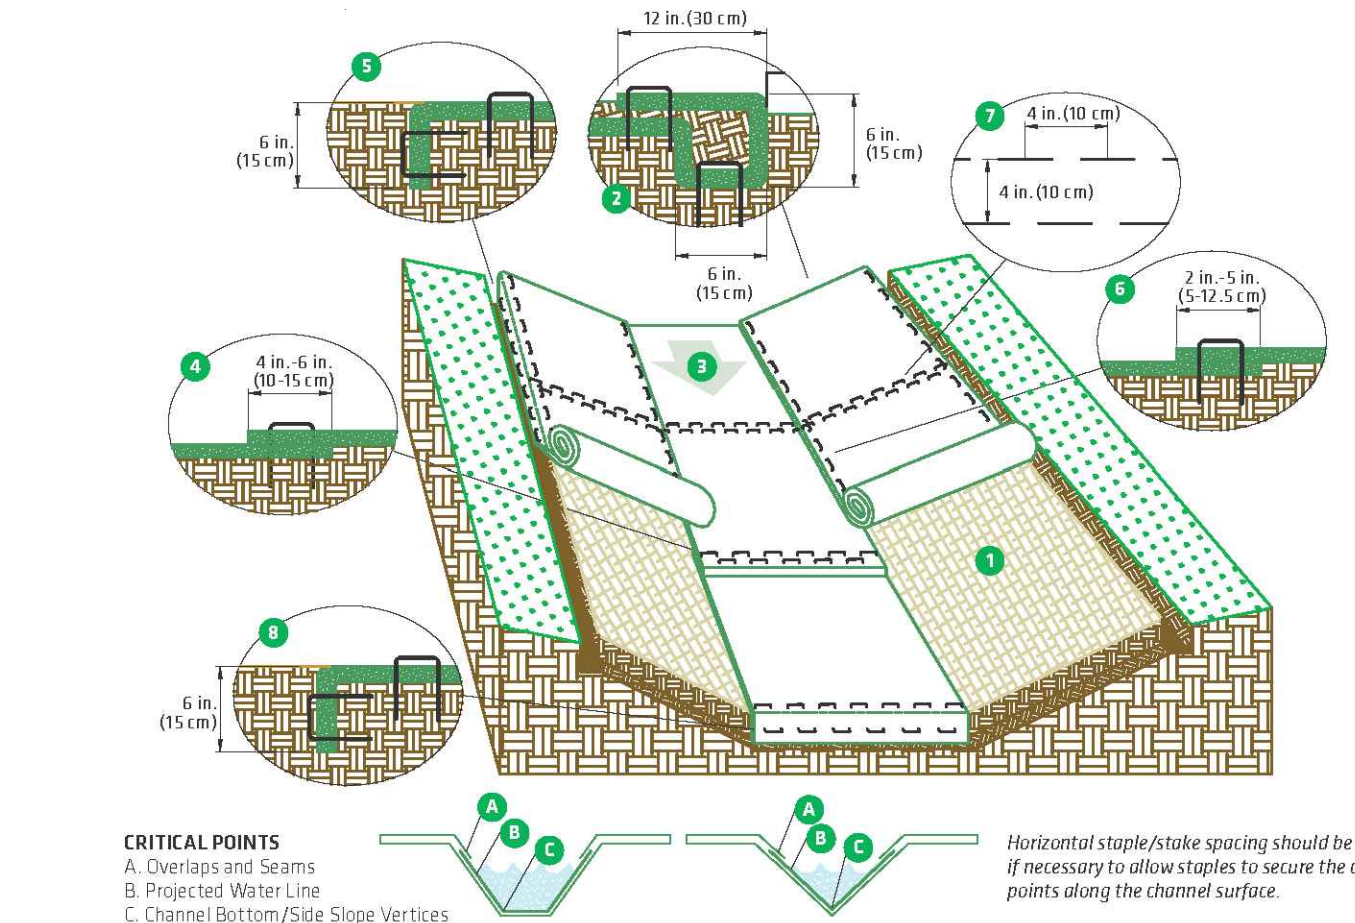 12 in.(30 cm)
5
6 in.
(15 cm)
2
6 in.
(15 cm)
6 in.
(15 cm)
7
4 in.(10 cm)
4 in.(10 cm)
6
2 in.-5 in.
(5-12.5 cm)
4
4 in.-6 in.
(10-15 cm)
3
1
8
6 in.
(15 cm)
CRITICAL POINTS
A. Overlaps and Seams
B. Projected Water Line
C. Channel Bottom/Side Slope Vertices
A
B
C
A
B
C
Horizontal staple/stake spacing should be
if necessary to allow staples to secure the
points along the channel surface.